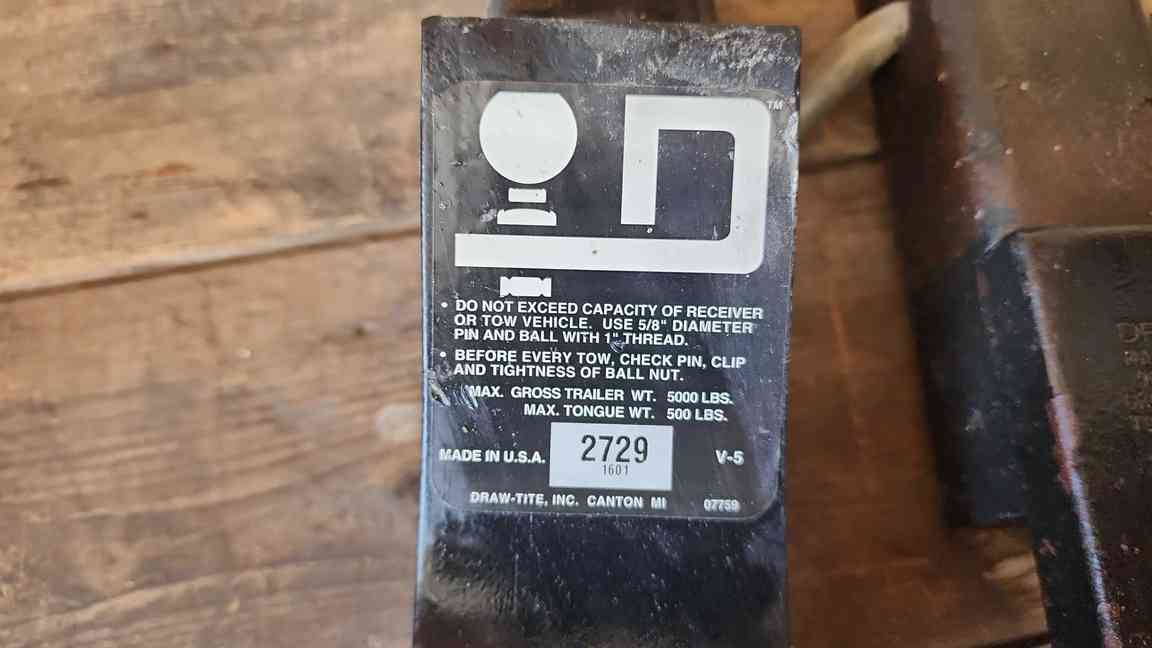 TM
• DO NOT EXCEED CAPACITY OF RECEIVER
OR TOW VEHICLE. USE 5/8" DIAMETER
PIN AND BALL WITH 1" THREAD.
• BEFORE EVERY TOW, CHECK PIN, CLIP
AND TIGHTNESS OF BALL NUT.
MAX. GROSS TRAILER WT. 5000 LBS.
MAX. TONGUE WT. 500 LBS.
MADE IN U.S.A. 2729 V-5
1601
DRAW-TITE, INC. CANTON MI 07759